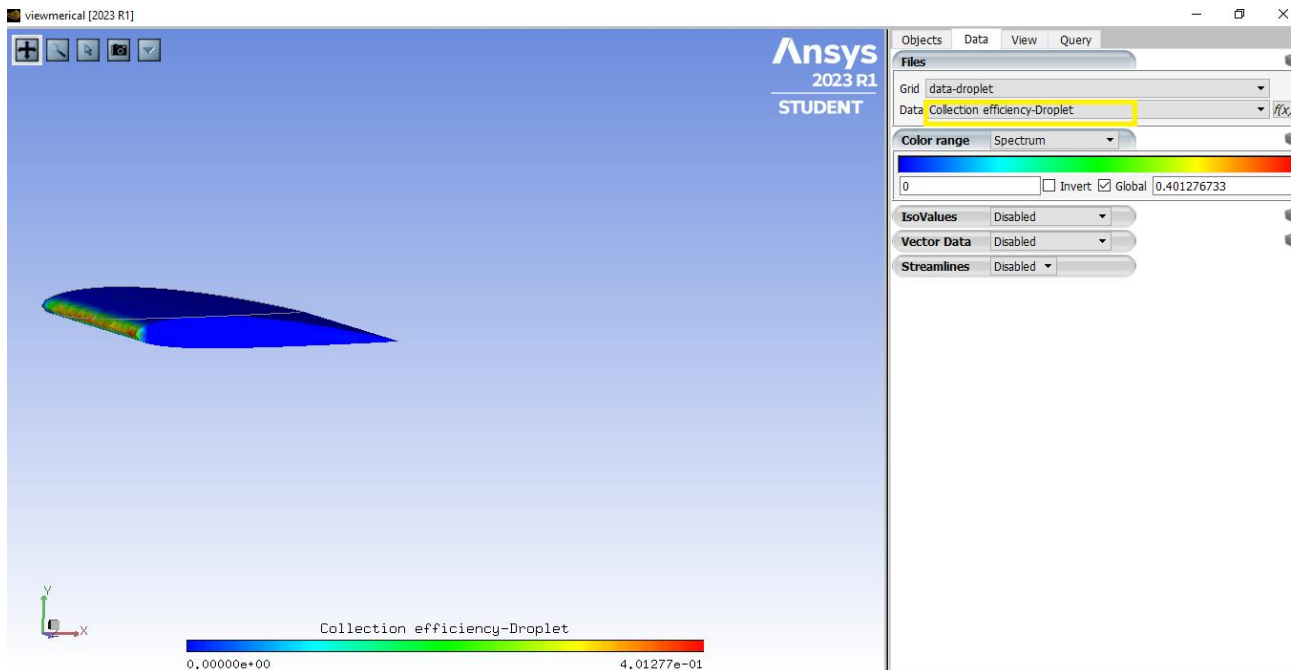 viewmerical [2023 R1]
Ansys
2023 R1
STUDENT
Y
X
Collection efficiency-Droplet
0.00000e+00 4.01277e-01
Objects Data View Query
Files
Grid data-droplet
Data Collection efficiency-Droplet f(x)
Color range Spectrum
0 Invert Global 0.401276733
IsoValues Disabled
Vector Data Disabled
Streamlines Disabled